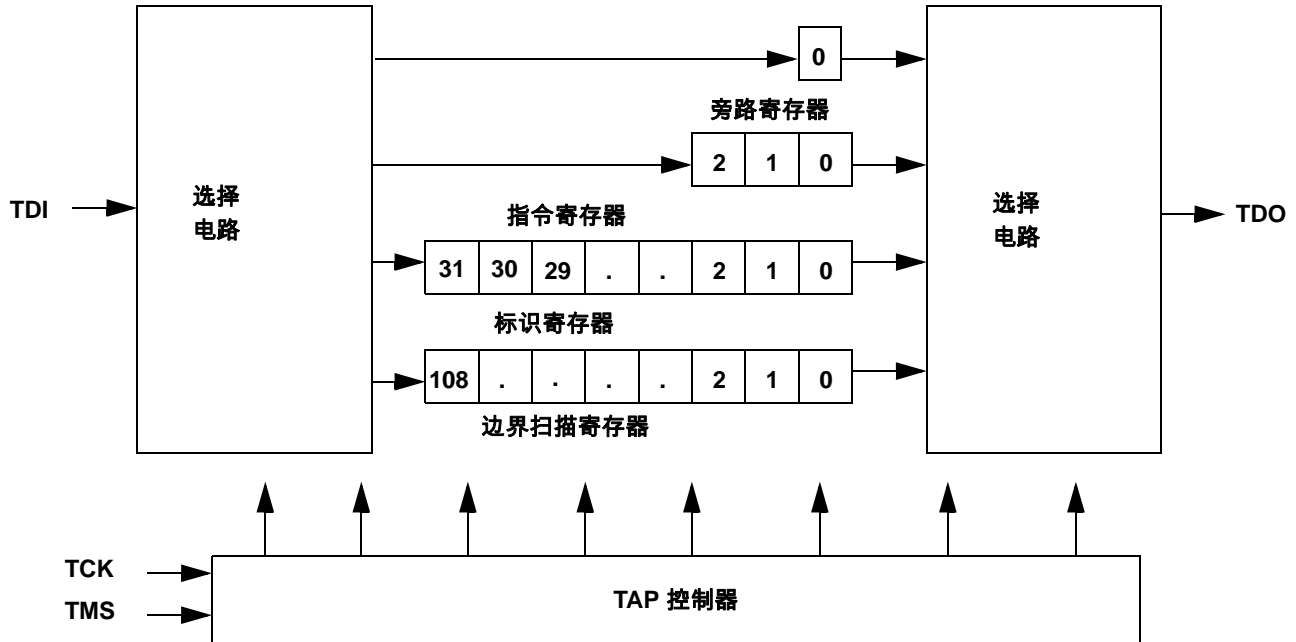 0
旁路寄存器
2 1 0
TDI
选择
电路
选择
电路
TDO
指令寄存器
31 30 29 . . 2 1 0
标识寄存器
108 . . . . 2 1 0
边界扫描寄存器
TCK
TMS
TAP 控制器